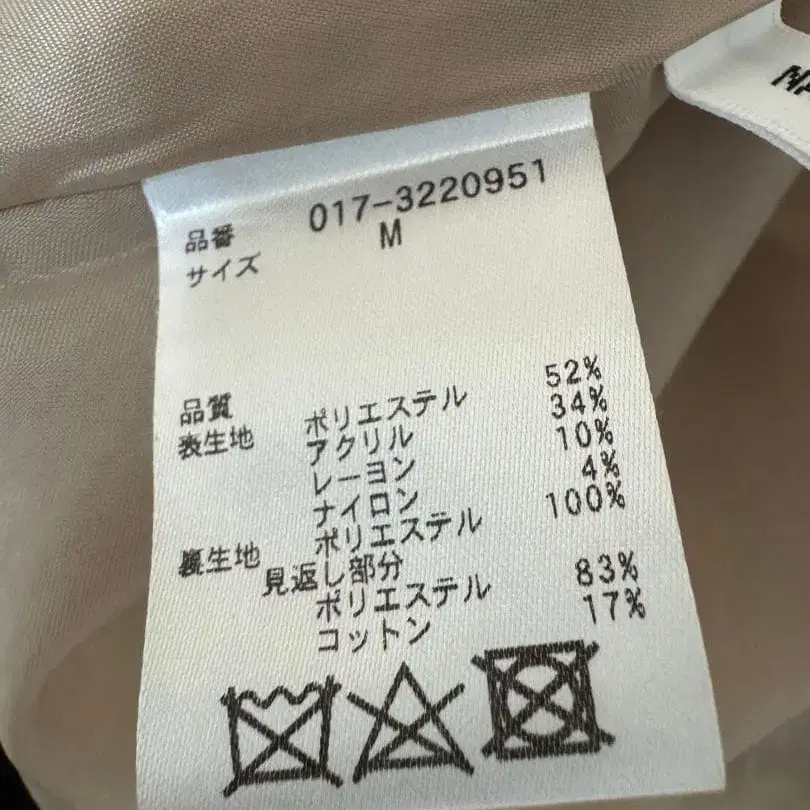 品番 017-3220951
サイズ M
品質
表生地 ポリエステル 52%
アクリル 34%
レーヨン 10%
ナイロン 4%
裏生地 ポリエステル 100%
見返し部分
ポリエステル 83%
コットン 17%